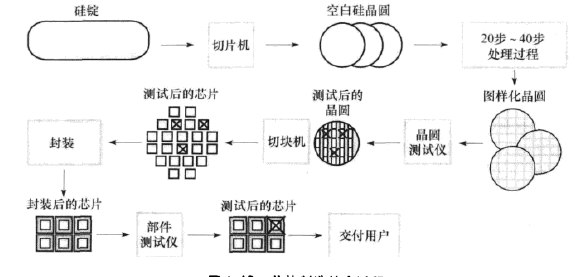 硅锭
切片机
空白硅晶圆
20步~40步
处理过程
图样化晶圆
晶圆
测试仪
测试后的
晶圆
切块机
测试后的芯片
封装
封装后的芯片
部件
测试仪
测试后的芯片
交付用户